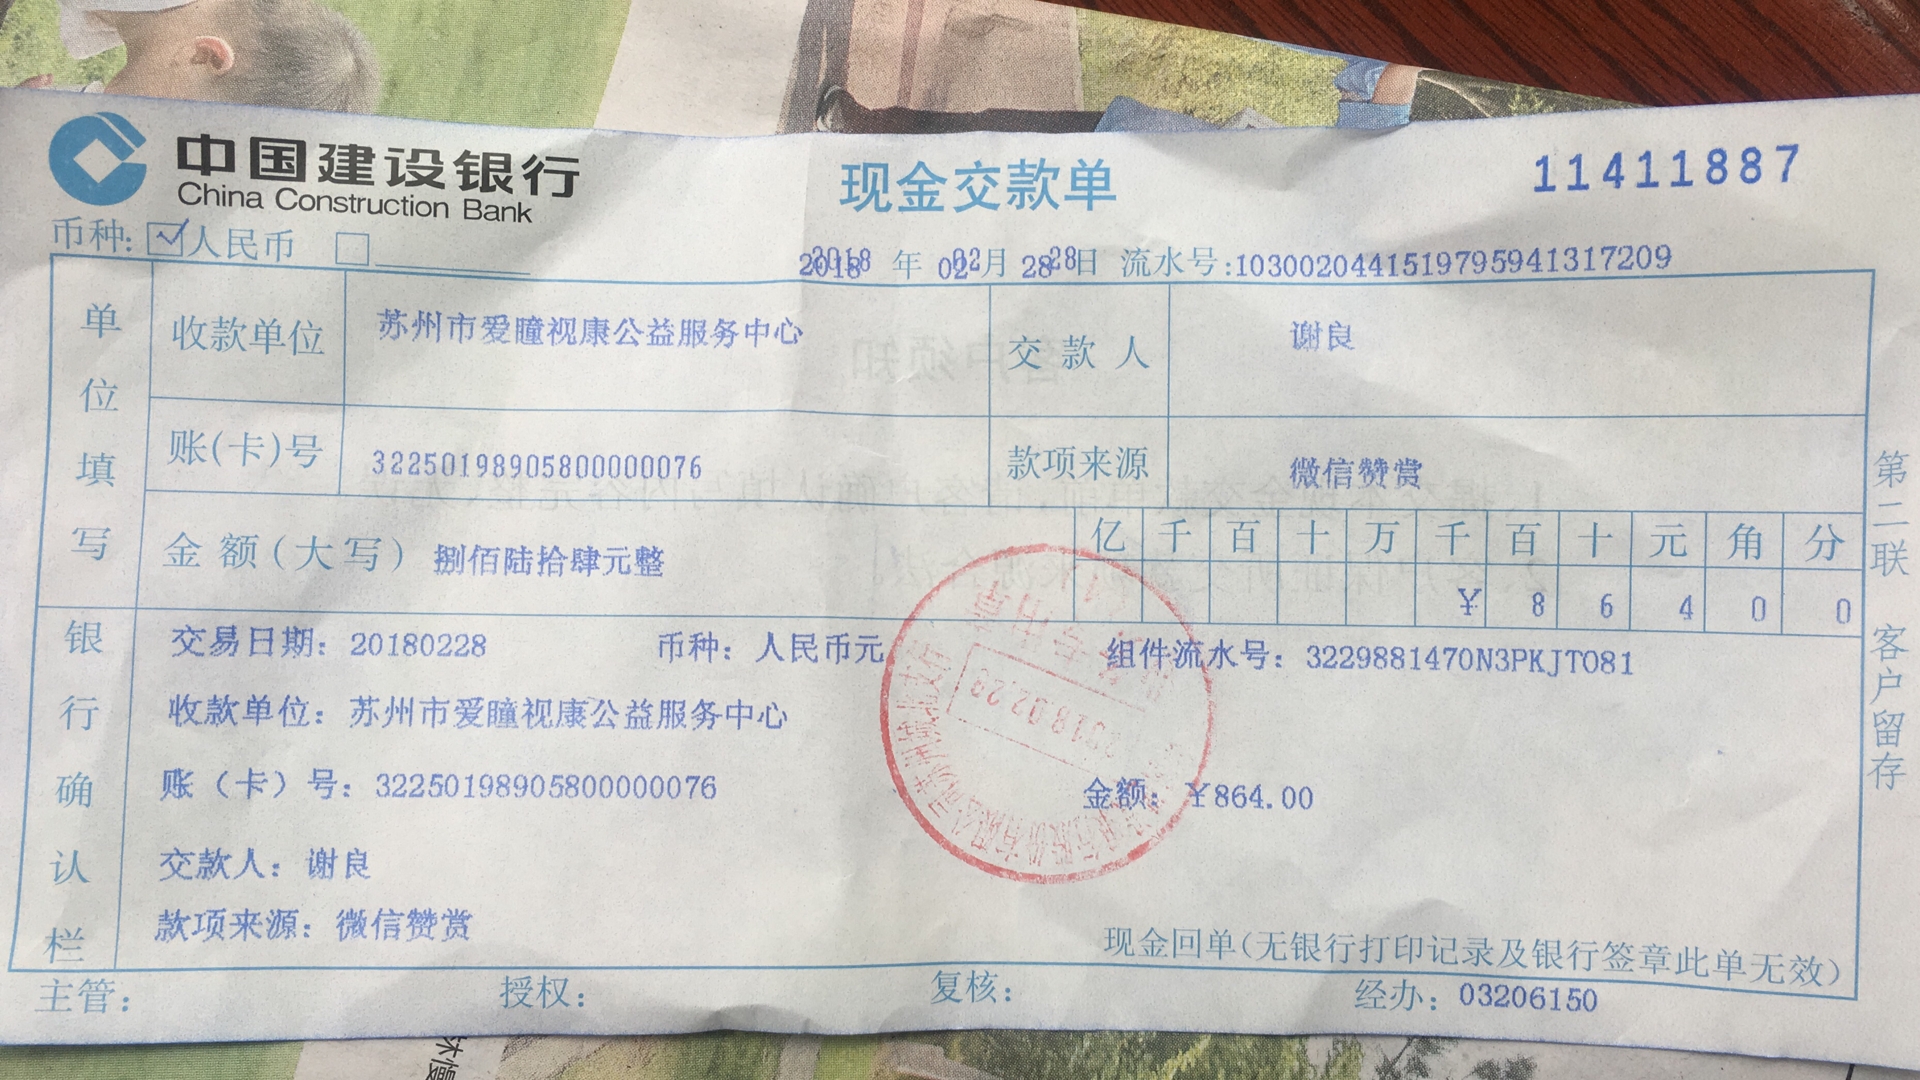 中国建设银行
China Construction Bank
现金交款单
11411887
币种: 人民币
2018 年 02月 28日 流水号:1030020441519795941317209
单位填写
收款单位 苏州市爱瞳视康公益服务中心 交款人 谢良
账(卡)号 32250198905800000076 款项来源 微信赞赏
金额(大写) 捌佰陆拾肆元整
亿 千 百 十 万 千 百 十 元 角 分
¥ 8 6 4 0 0
银行确认栏
交易日期: 20180228 币种: 人民币元 组件流水号: 3229881470N3PKJT081
收款单位: 苏州市爱瞳视康公益服务中心
账(卡)号: 32250198905800000076 金额: ¥864.00
交款人: 谢良
款项来源: 微信赞赏
2018.02.28
现金回单(无银行打印记录及银行签章此单无效)
主管: 授权: 复核: 经办: 03206150
第二联 客户留存